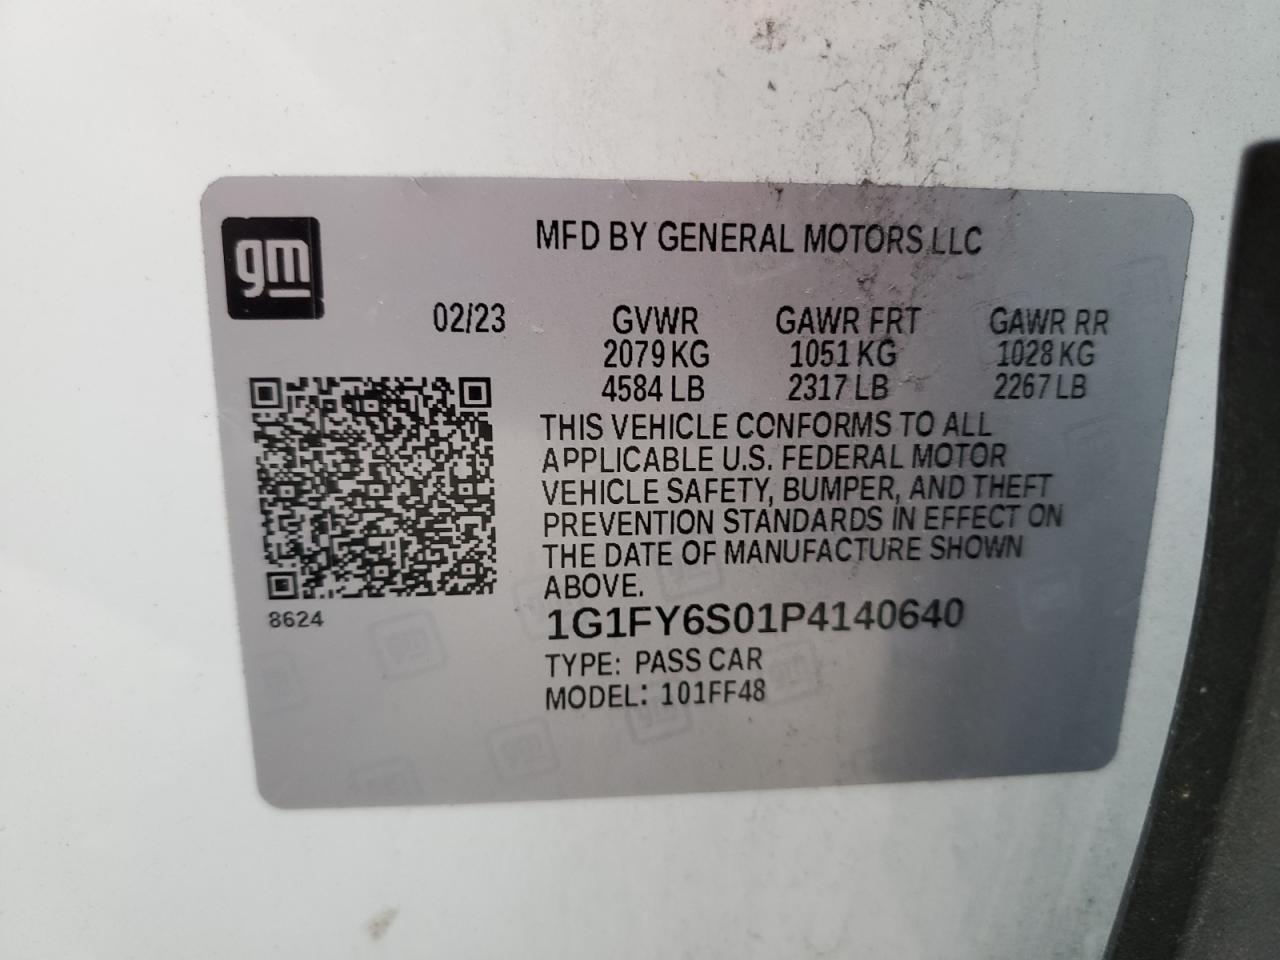 gm
MFD BY GENERAL MOTORS LLC
02/23 GVWR GAWR FRT GAWR RR
2079 KG 1051 KG 1028 KG
4584 LB 2317 LB 2267 LB
THIS VEHICLE CONFORMS TO ALL
APPLICABLE U.S. FEDERAL MOTOR
VEHICLE SAFETY, BUMPER, AND THEFT
PREVENTION STANDARDS IN EFFECT ON
THE DATE OF MANUFACTURE SHOWN
ABOVE.
8624
1G1FY6S01P4140640
TYPE: PASS CAR
MODEL: 101FF48